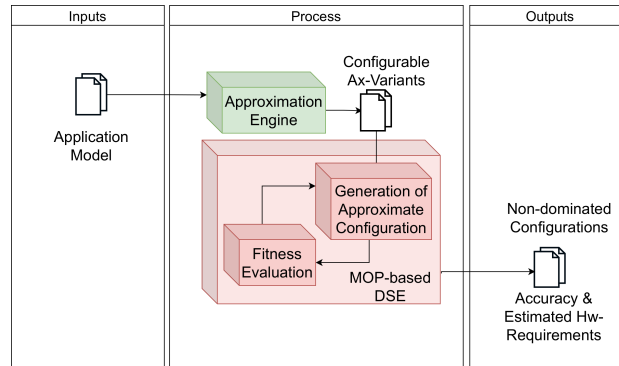 Inputs
Process
Outputs
Application
Model
Approximation
Engine
Configurable
Ax-Variants
Generation of
Approximate
Configuration
Fitness
Evaluation
MOP-based
DSE
Non-dominated
Configurations
Accuracy &
Estimated Hw-
Requirements